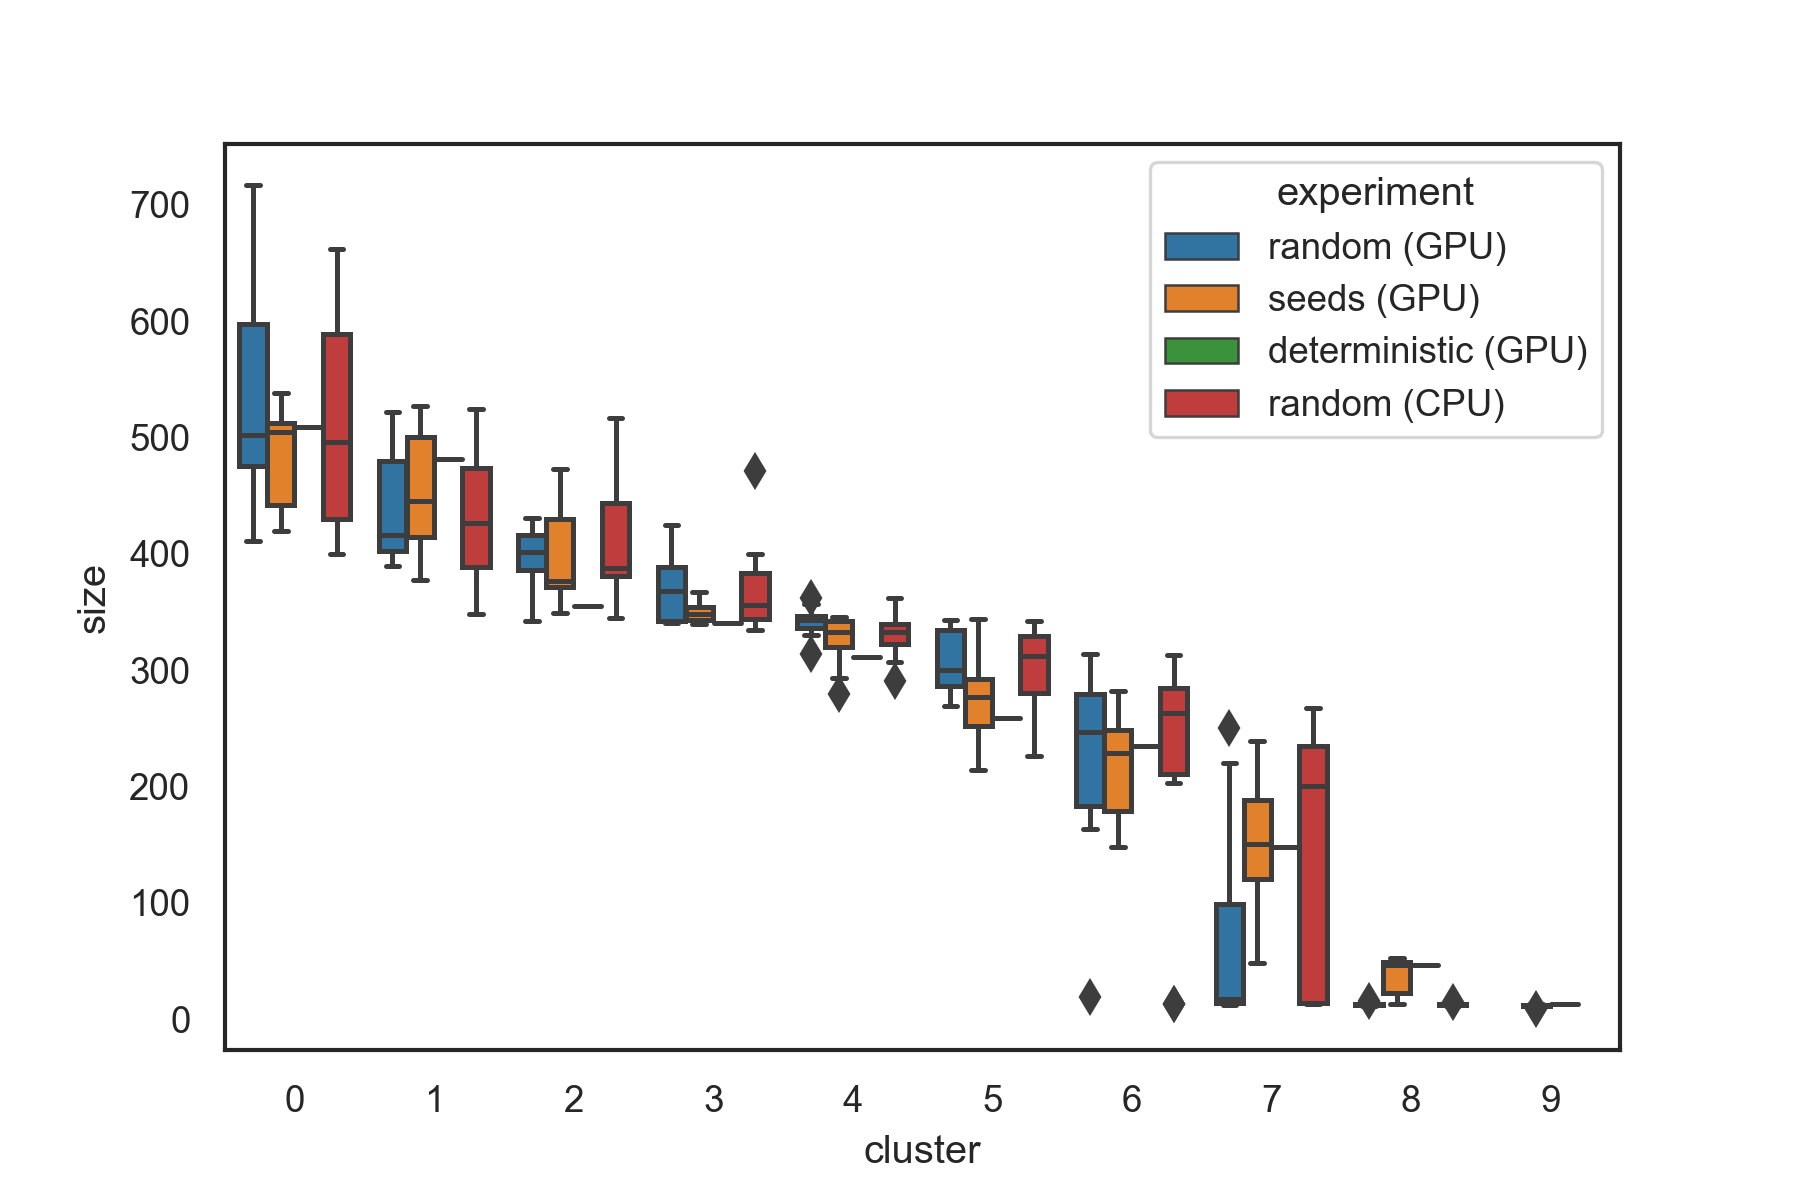 experiment
random (GPU)
seeds (GPU)
deterministic (GPU)
random (CPU)
700
600
500
400
300
200
100
0
size
0 1 2 3 4 5 6 7 8 9
cluster